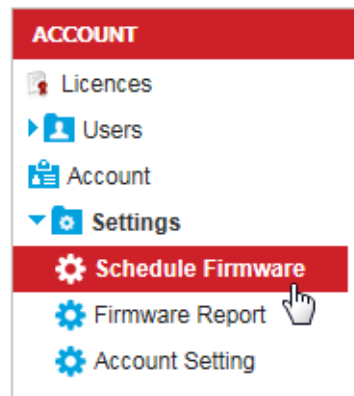 ACCOUNT
Licences
Users
Account
Settings
Schedule Firmware
Firmware Report
Account Setting